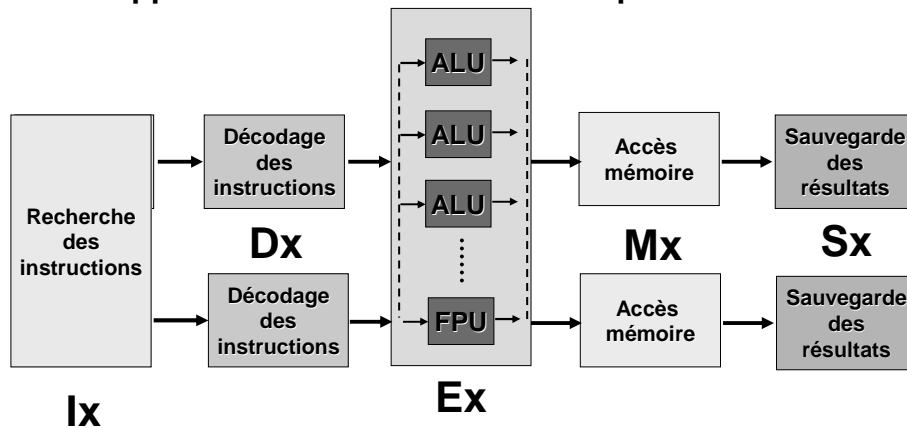 Recherche
des
instructions
Ix
Décodage
des
instructions
Dx
Décodage
des
instructions
ALU
ALU
ALU
FPU
Ex
Accès
mémoire
Mx
Accès
mémoire
Sauvegarde
des
résultats
Sx
Sauvegarde
des
résultats